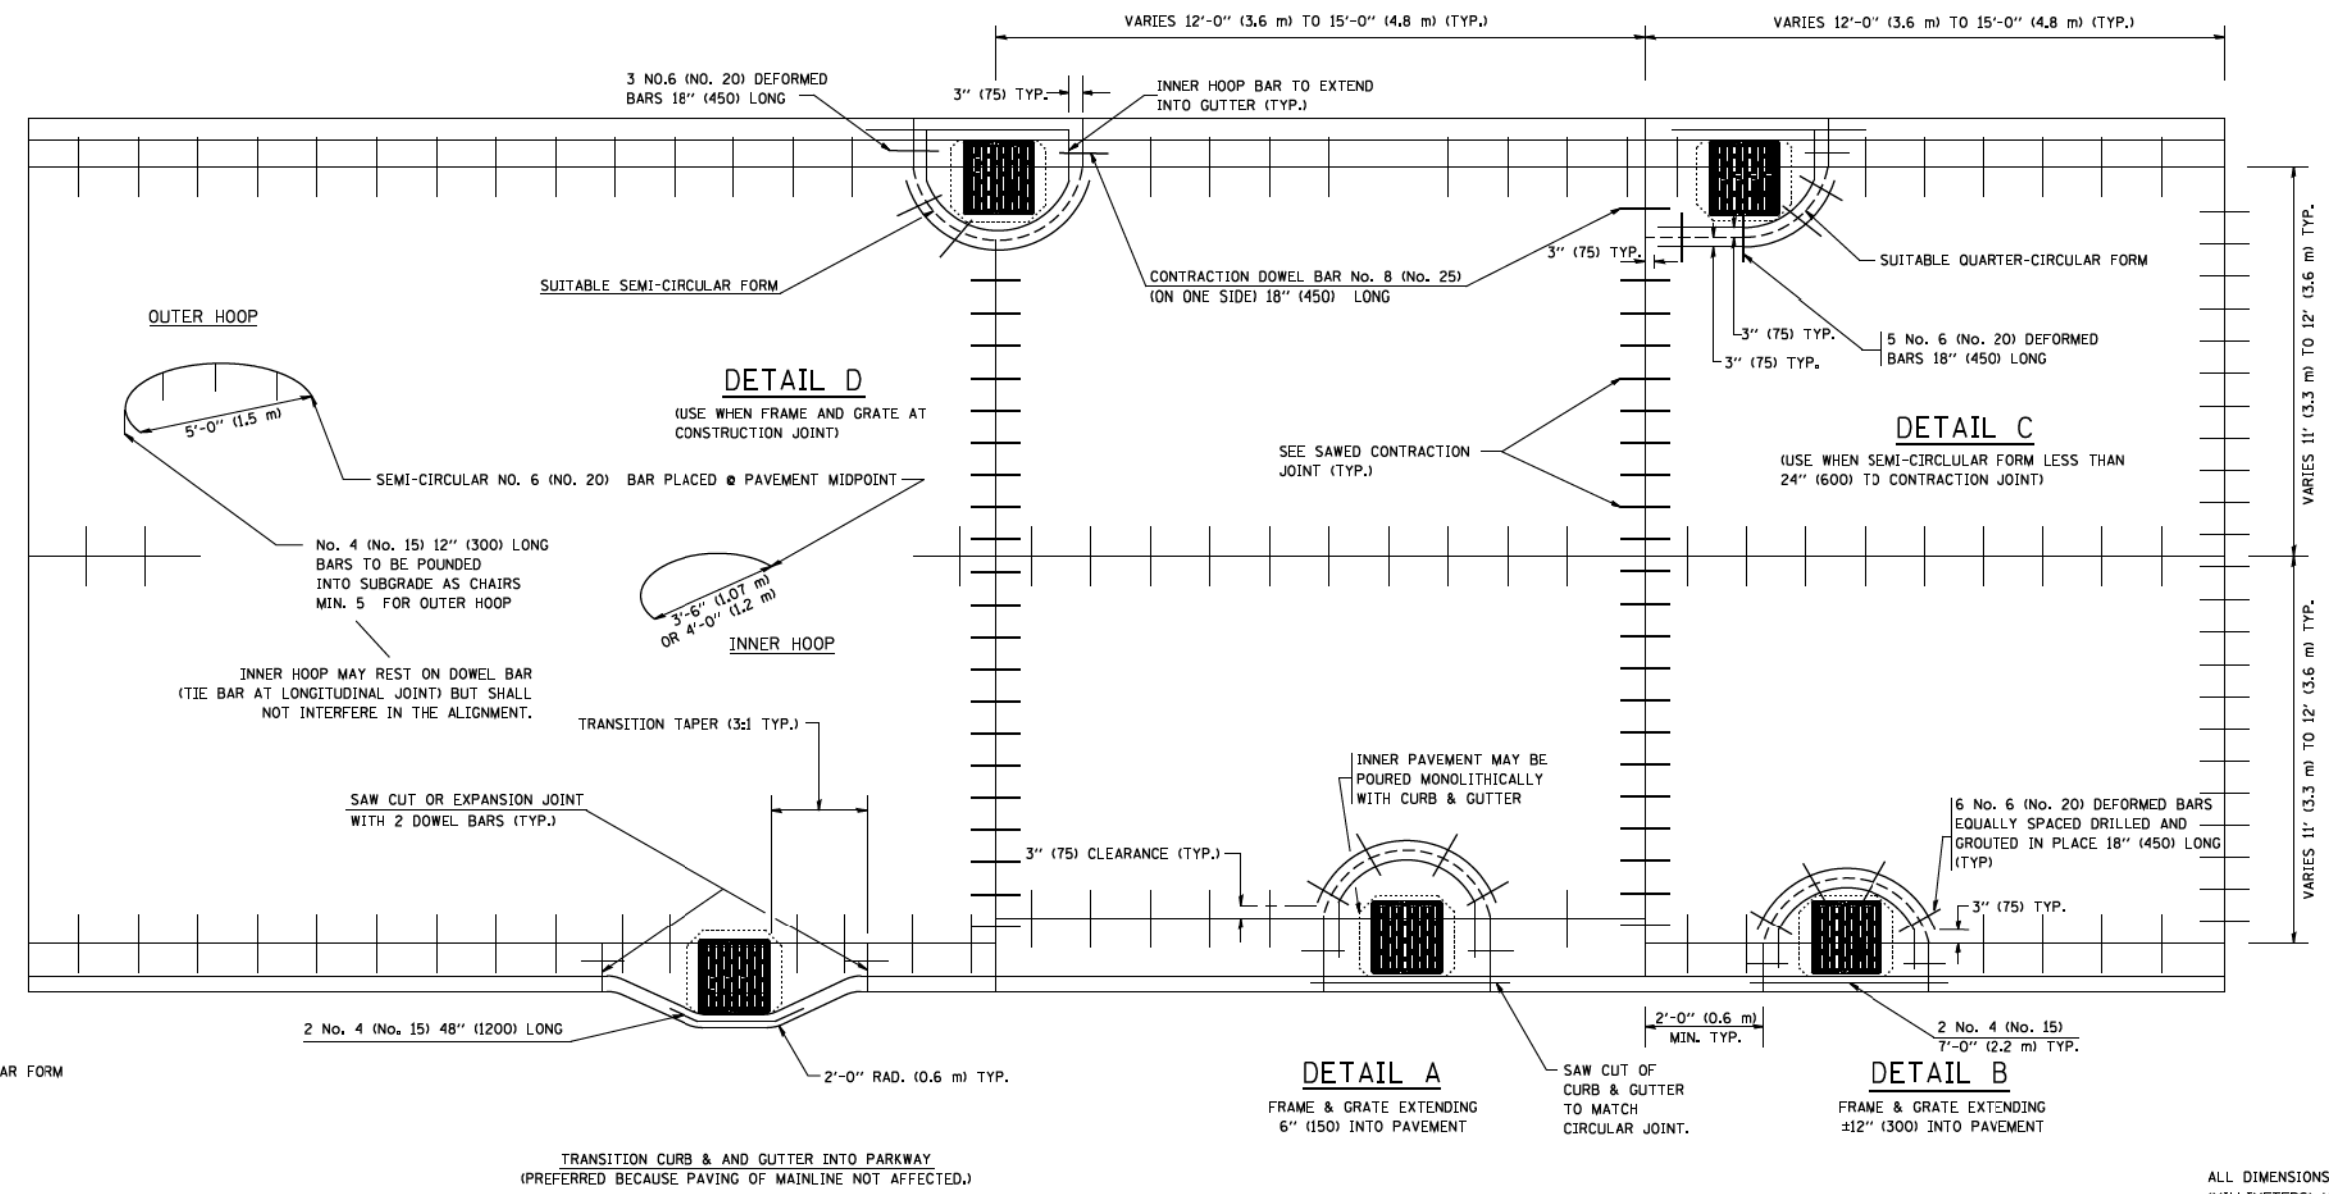 VARIES 12'-0" (3.6 m) TO 15'-0" (4.8 m) (TYP.)
VARIES 12'-0" (3.6 m) TO 15'-0" (4.8 m) (TYP.)
3 NO.6 (NO. 20) DEFORMED
BARS 18" (450) LONG
3" (75) TYP.
INNER HOOP BAR TO EXTEND
INTO GUTTER (TYP.)
SUITABLE SEMI-CIRCULAR FORM
CONTRACTION DOWEL BAR No. 8 (No. 25)
(ON ONE SIDE) 18" (450) LONG
3" (75) TYP.
SUITABLE QUARTER-CIRCULAR FORM
3" (75) TYP.
3" (75) TYP.
5 No. 6 (No. 20) DEFORMED
BARS 18" (450) LONG
VARIES 11' (3.3 m) TO 12' (3.6 m) TYP.
OUTER HOOP
5'-0" (1.5 m)
DETAIL D
(USE WHEN FRAME AND GRATE AT
CONSTRUCTION JOINT)
SEE SAWED CONTRACTION
JOINT (TYP.)
DETAIL C
(USE WHEN SEMI-CIRCLULAR FORM LESS THAN
24" (600) TO CONTRACTION JOINT)
SEMI-CIRCULAR NO. 6 (NO. 20) BAR PLACED @ PAVEMENT MIDPOINT
No. 4 (No. 15) 12" (300) LONG
BARS TO BE POUNDED
INTO SUBGRADE AS CHAIRS
MIN. 5 FOR OUTER HOOP
3'-6" (1.07 m)
OR 4'-0" (1.2 m)
INNER HOOP
INNER HOOP MAY REST ON DOWEL BAR
(TIE BAR AT LONGITUDINAL JOINT) BUT SHALL
NOT INTERFERE IN THE ALIGNMENT.
VARIES 11' (3.3 m) TO 12' (3.6 m) TYP.
TRANSITION TAPER (3:1 TYP.)
SAW CUT OR EXPANSION JOINT
WITH 2 DOWEL BARS (TYP.)
INNER PAVEMENT MAY BE
POURED MONOLITHICALLY
WITH CURB & GUTTER
3" (75) CLEARANCE (TYP.)
6 No. 6 (No. 20) DEFORMED BARS
EQUALLY SPACED DRILLED AND
GROUTED IN PLACE 18" (450) LONG
(TYP)
3" (75) TYP.
2 No. 4 (No. 15) 48" (1200) LONG
2'-0" RAD. (0.6 m) TYP.
2'-0" (0.6 m)
MIN. TYP.
2 No. 4 (No. 15)
7'-0" (2.2 m) TYP.
AR FORM
DETAIL A
FRAME & GRATE EXTENDING
6" (150) INTO PAVEMENT
SAW CUT OF
CURB & GUTTER
TO MATCH
CIRCULAR JOINT.
DETAIL B
FRAME & GRATE EXTENDING
±12" (300) INTO PAVEMENT
TRANSITION CURB & AND GUTTER INTO PARKWAY
(PREFERRED BECAUSE PAVING OF MAINLINE NOT AFFECTED.)
ALL DIMENSIONS